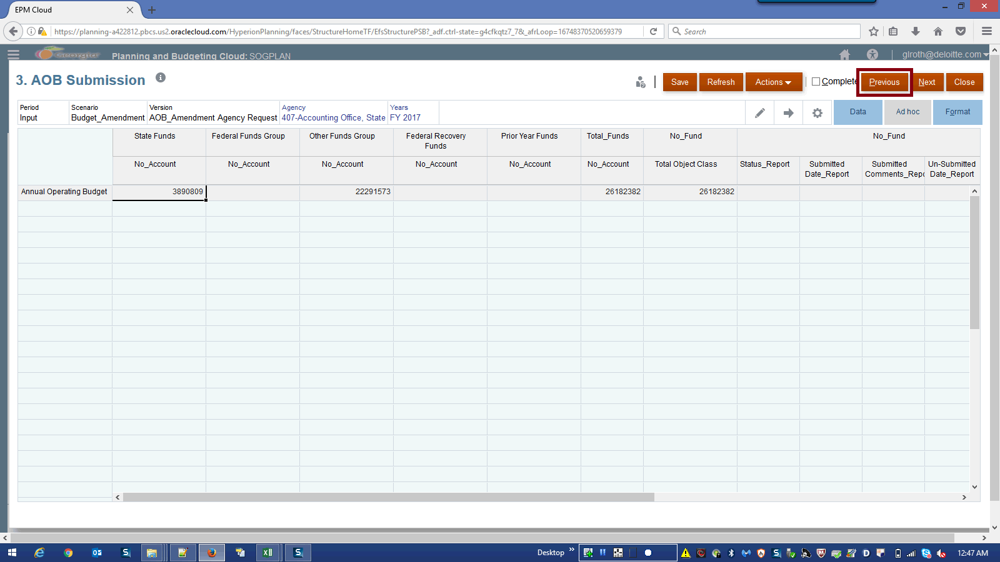 EPM Cloud
https://planning-a422812.pbcs.us2.oraclecloud.com/HyperionPlanning/faces/StructureHomeTF/EfsStructurePSB?_adf.ctrl-state=g4cfkqtz7_7&_afrLoop=16748370520659379
Search
Georgia
Planning and Budgeting Cloud: SOGPLAN
glroth@deloitte.com
3. AOB Submission
Save
Refresh
Actions
Complete
Previous
Next
Close
Period
Scenario
Version
Agency
Years
Input
Budget_Amendment
AOB_Amendment Agency Request
407-Accounting Office, State
FY 2017
Data
Ad hoc
Format
State Funds
Federal Funds Group
Other Funds Group
Federal Recovery
Funds
Prior Year Funds
Total_Funds
No_Fund
No_Fund
No_Account
No_Account
No_Account
No_Account
No_Account
No_Account
Total Object Class
Status_Report
Submitted
Date_Report
Submitted
Comments_Repo
Un-Submitted
Date_Report
Annual Operating Budget
3890809
22291573
26182382
26182382
Desktop
12:47 AM